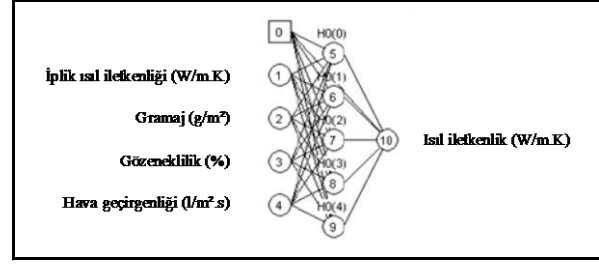 0
H0(0)
5
İplik ısıl iletkenliği (W/m.K)
1
H0(1)
6
Gramaj (g/m²)
2
H0(2)
7
10
Isıl iletkenlik (W/m.K)
Gözeneklilik (%)
3
H0(3)
8
Hava geçirgenliği (l/m².s)
4
H0(4)
9